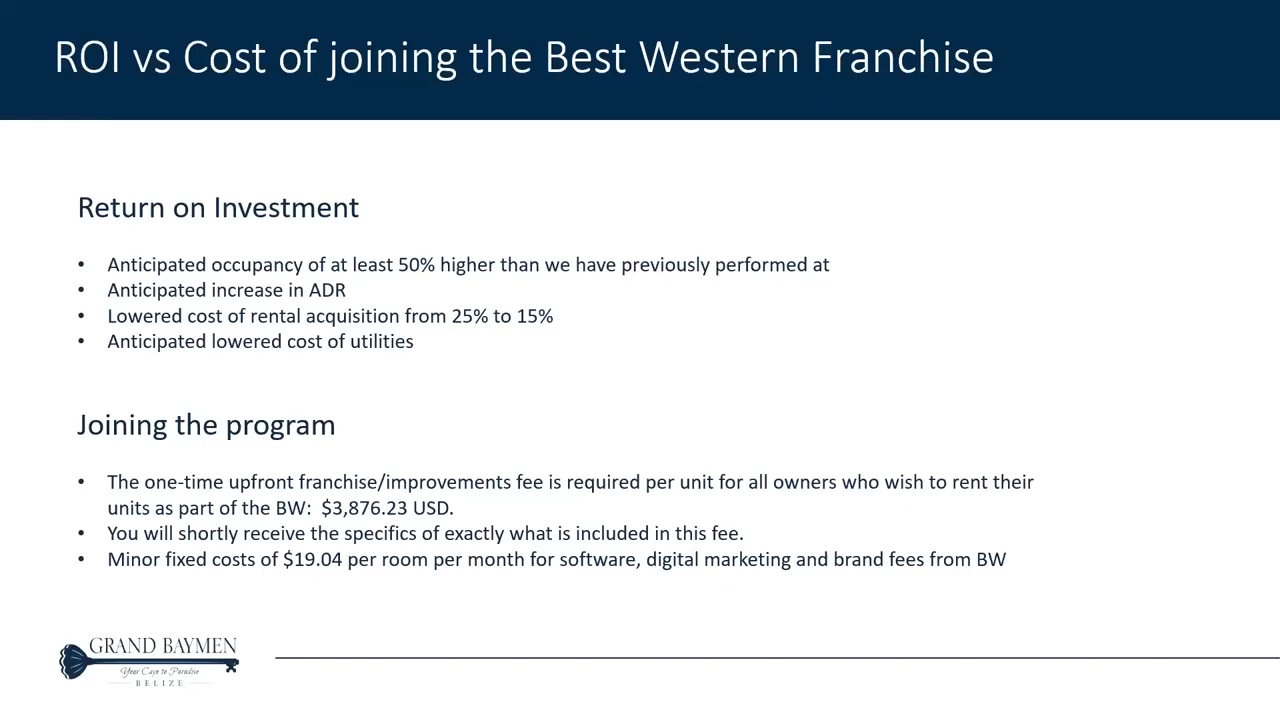 ROI vs Cost of joining the Best Western Franchise
Return on Investment
• Anticipated occupancy of at least 50% higher than we have previously performed at
• Anticipated increase in ADR
• Lowered cost of rental acquisition from 25% to 15%
• Anticipated lowered cost of utilities
Joining the program
• The one-time upfront franchise/improvements fee is required per unit for all owners who wish to rent their
units as part of the BW:  $3,876.23 USD.
• You will shortly receive the specifics of exactly what is included in this fee.
• Minor fixed costs of $19.04 per room per month for software, digital marketing and brand fees from BW
GRAND BAYMEN
Your Caye to Paradise
BELIZE